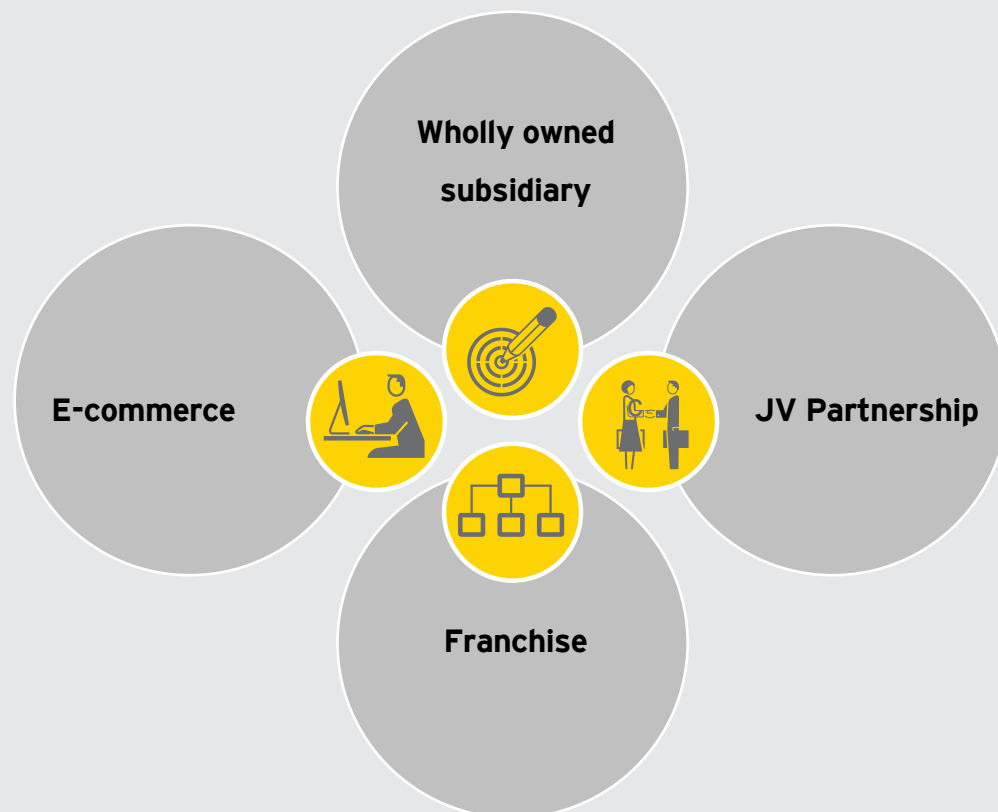 Wholly owned
subsidiary
E-commerce
JV Partnership
Franchise